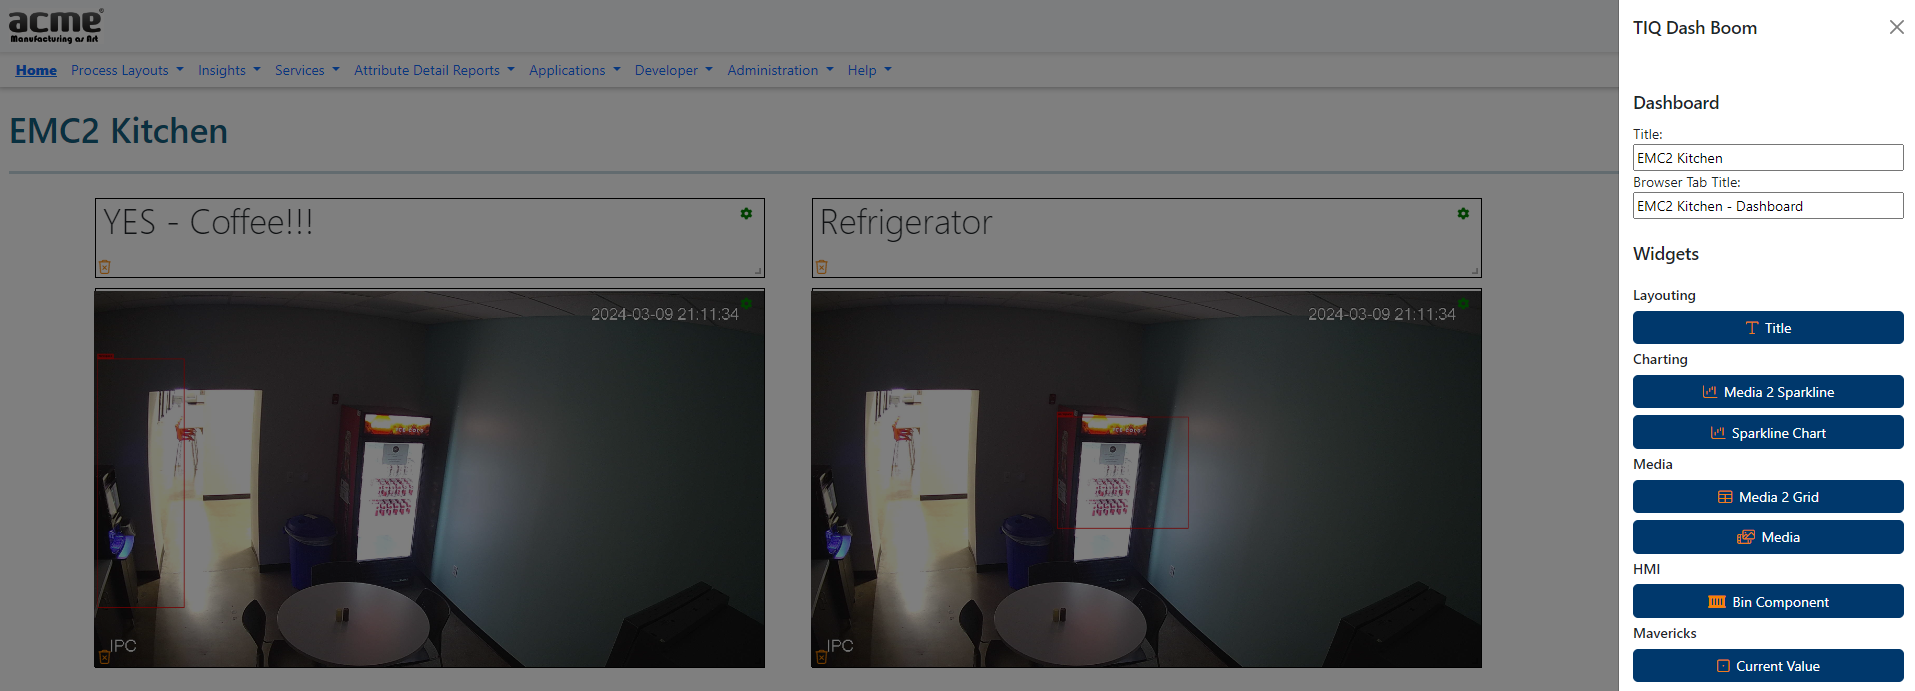 acme
Manufacturing as Art
Home Process Layouts Insights Services Attribute Detail Reports Applications Developer Administration Help
EMC2 Kitchen
YES - Coffee!!!
Refrigerator
2024-03-09 21:11:34
2024-03-09 21:11:34
IPC
IPC
TIQ Dash Boom
Dashboard
Title:
EMC2 Kitchen
Browser Tab Title:
EMC2 Kitchen - Dashboard
Widgets
Layouting
Title
Charting
Media 2 Sparkline
Sparkline Chart
Media
Media 2 Grid
Media
HMI
Bin Component
Mavericks
Current Value